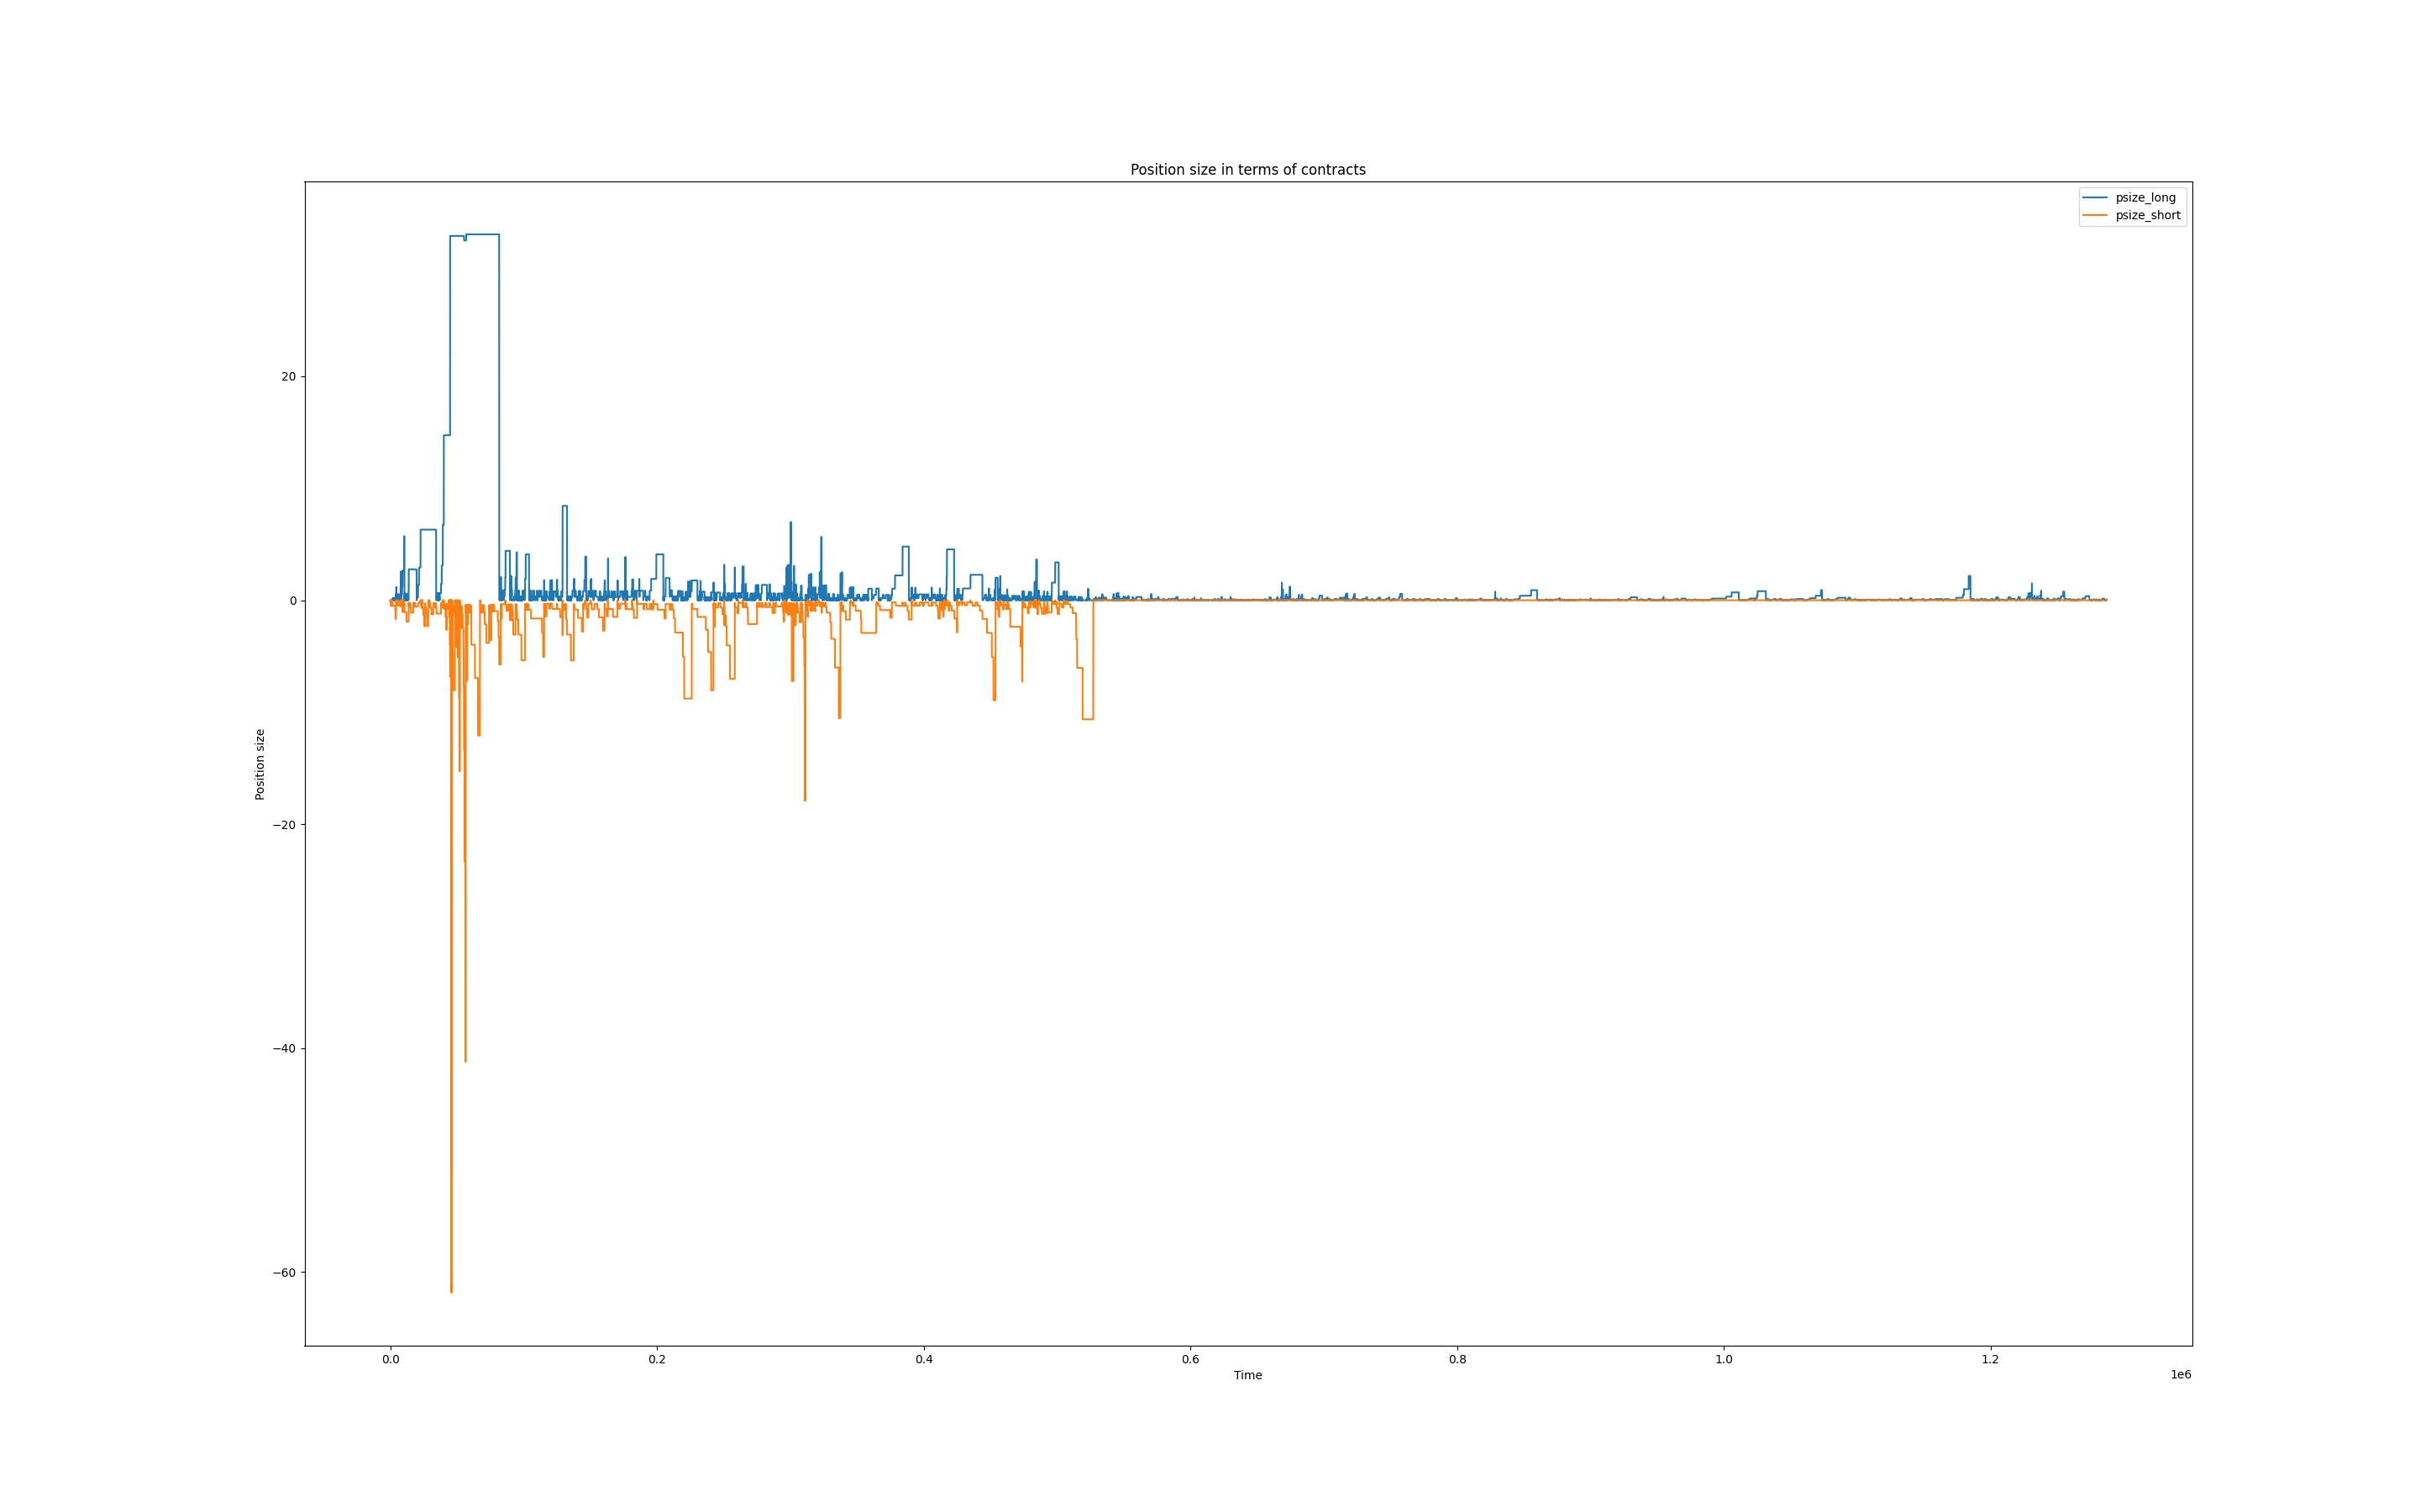 Position size in terms of contracts
psize_long
psize_short
Position size
20
0
−20
−40
−60
0.0 0.2 0.4 0.6 0.8 1.0 1.2
Time
1e6